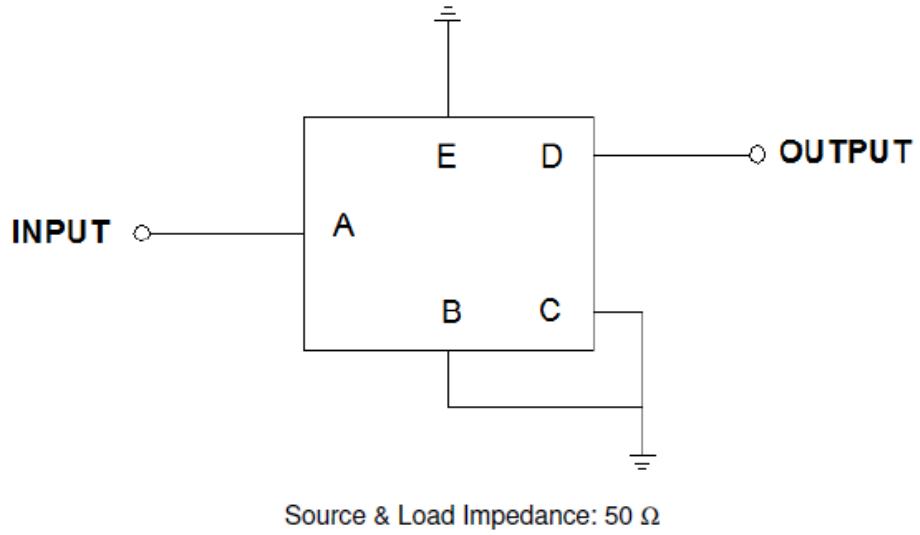 E D
OUTPUT
INPUT
A
B C
Source & Load Impedance: 50 Ω